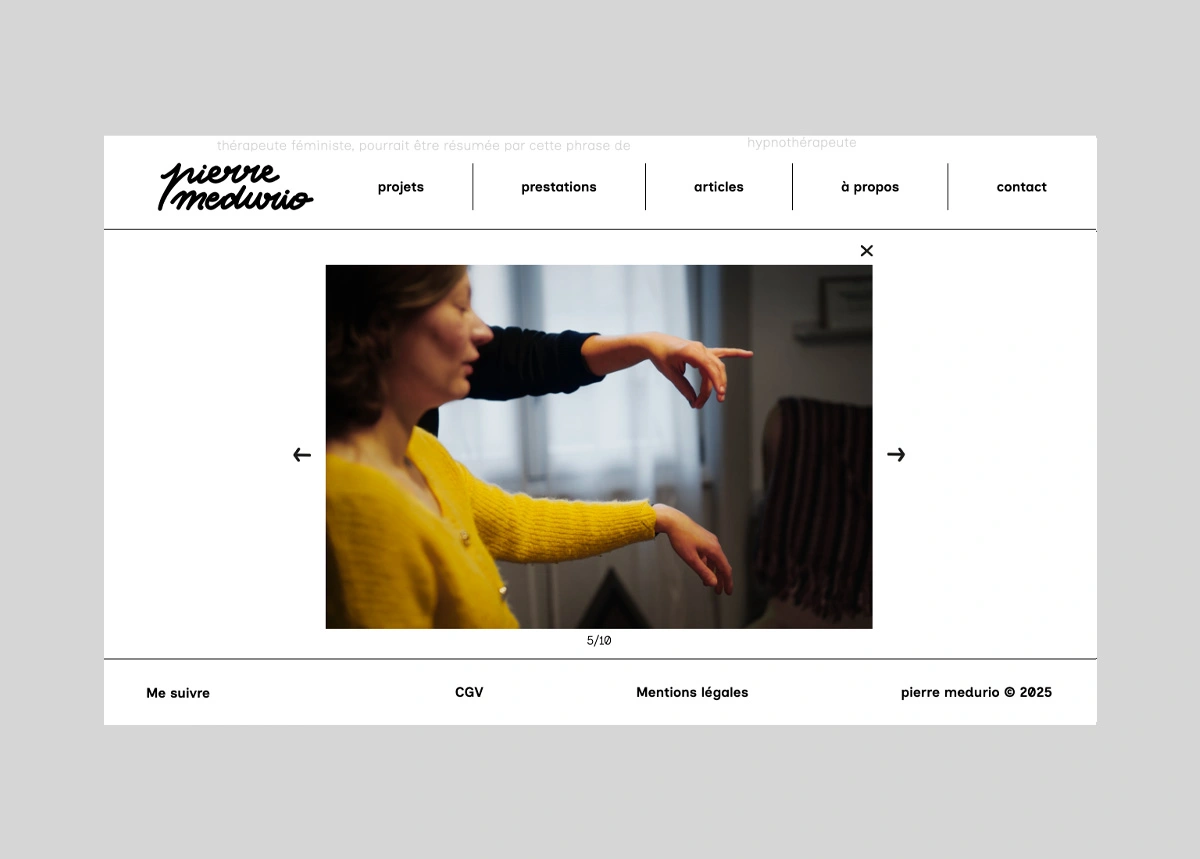 thérapeute féministe, pourrait être résumée par cette phrase de
hypnothérapeute
pierre
medurio
projets
prestations
articles
à propos
contact
5/10
Me suivre
CGV
Mentions légales
pierre medurio © 2025